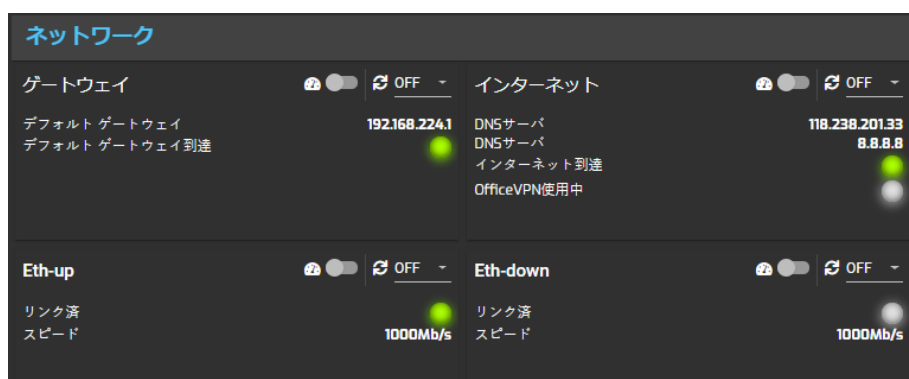 ネットワーク
ゲートウェイ OFF
デフォルト ゲートウェイ 192.168.224.1
デフォルト ゲートウェイ到達
インターネット OFF
DNSサーバ 118.238.201.33
DNSサーバ 8.8.8.8
インターネット到達
OfficeVPN使用中
Eth-up OFF
リンク済
スピード 1000Mb/s
Eth-down OFF
リンク済
スピード 1000Mb/s